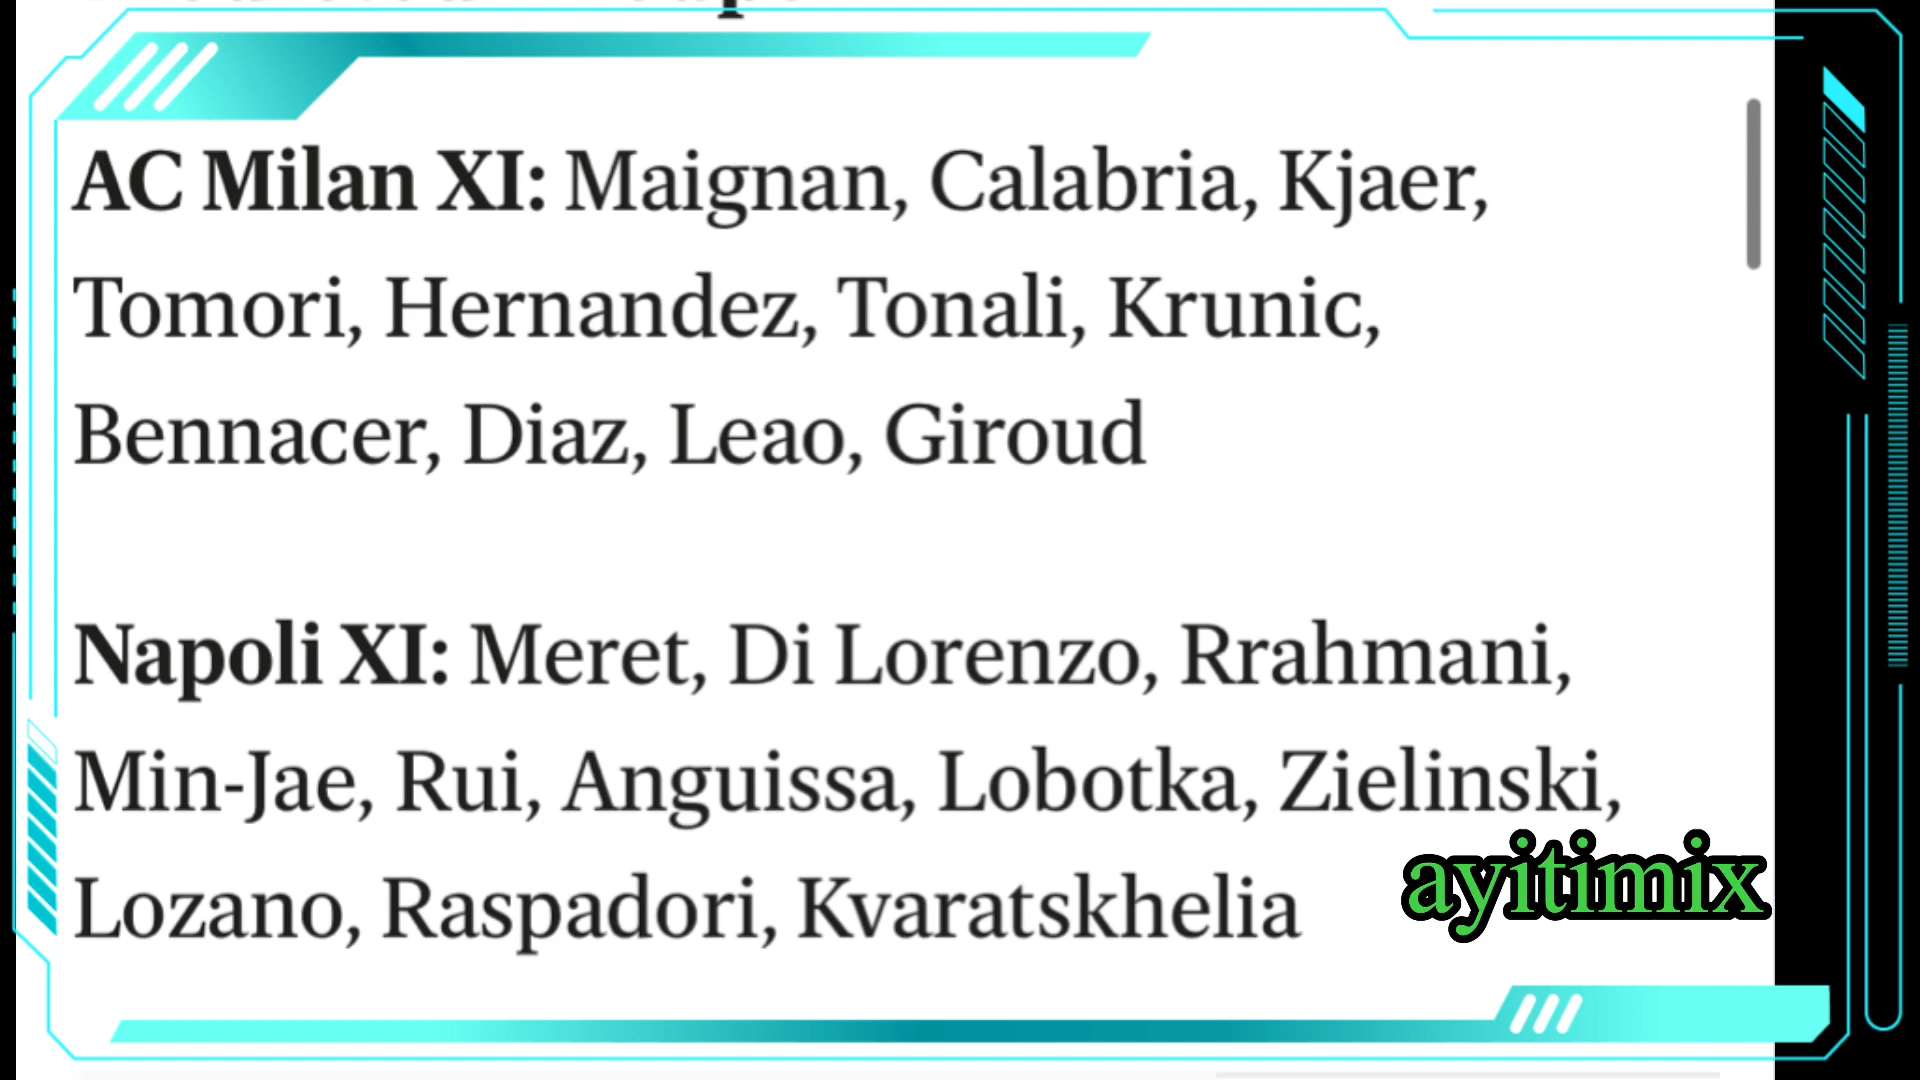 AC Milan XI: Maignan, Calabria, Kjaer,
Tomori, Hernandez, Tonali, Krunic,
Bennacer, Diaz, Leao, Giroud
Napoli XI: Meret, Di Lorenzo, Rrahmani,
Min-Jae, Rui, Anguissa, Lobotka, Zielinski,
Lozano, Raspadori, Kvaratskhelia
ayitimix